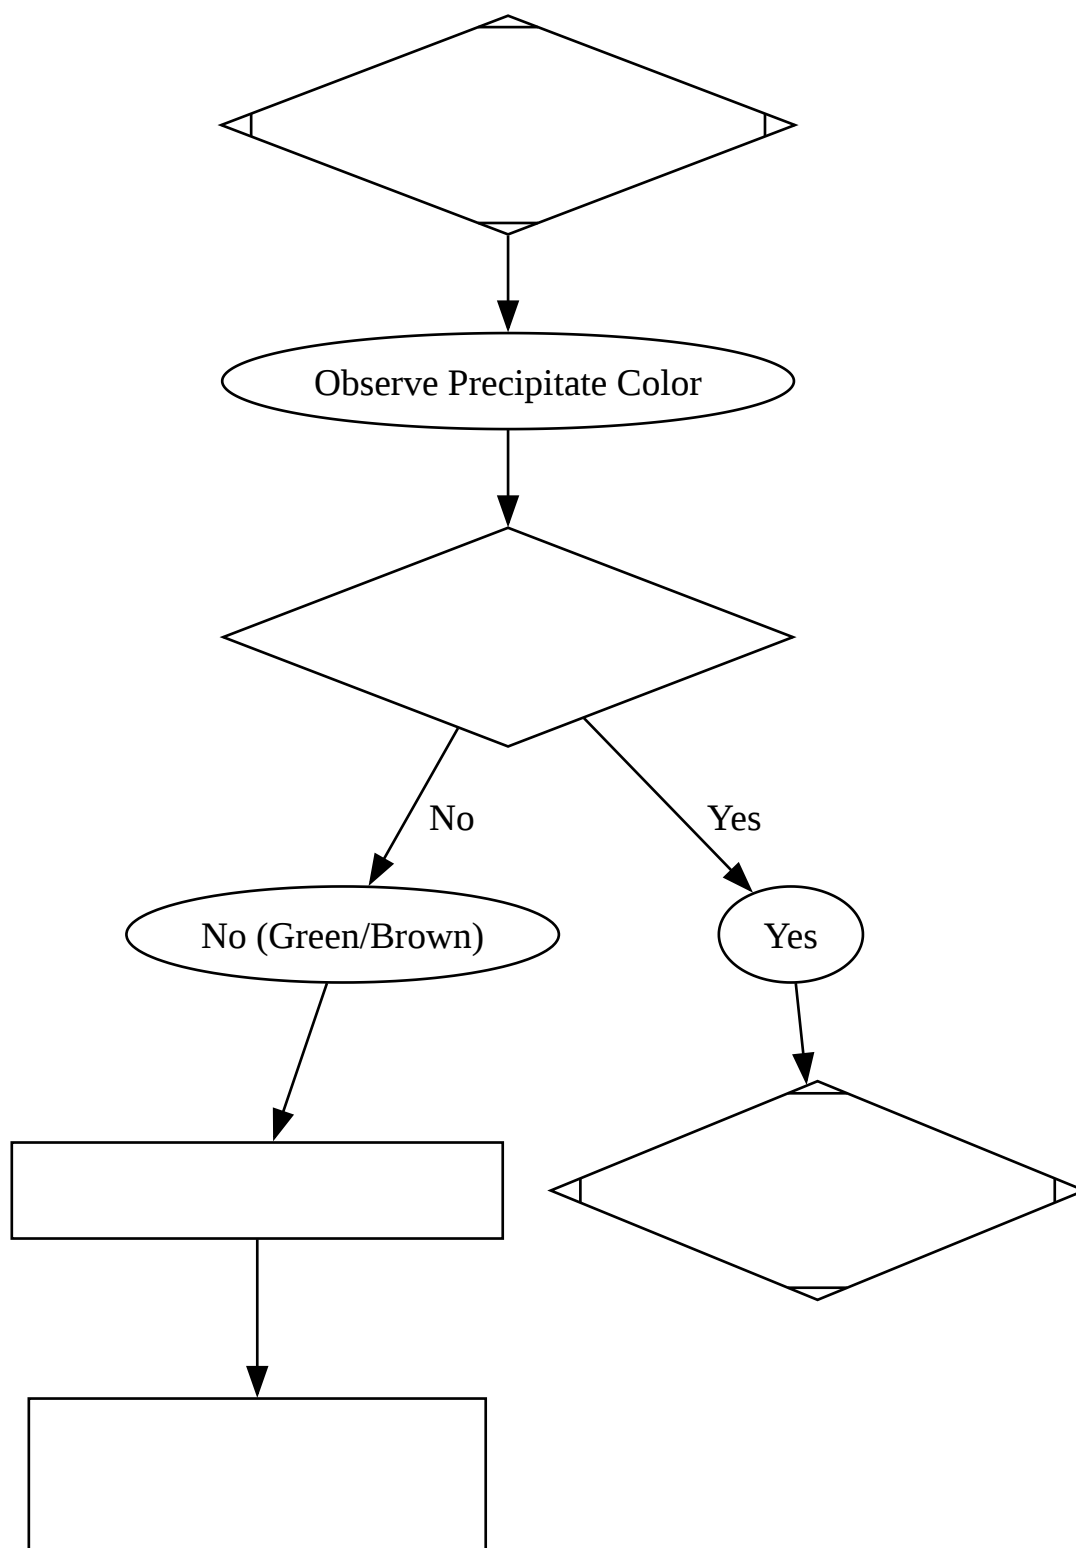 Observe Precipitate Color
No
Yes
No (Green/Brown)
Yes